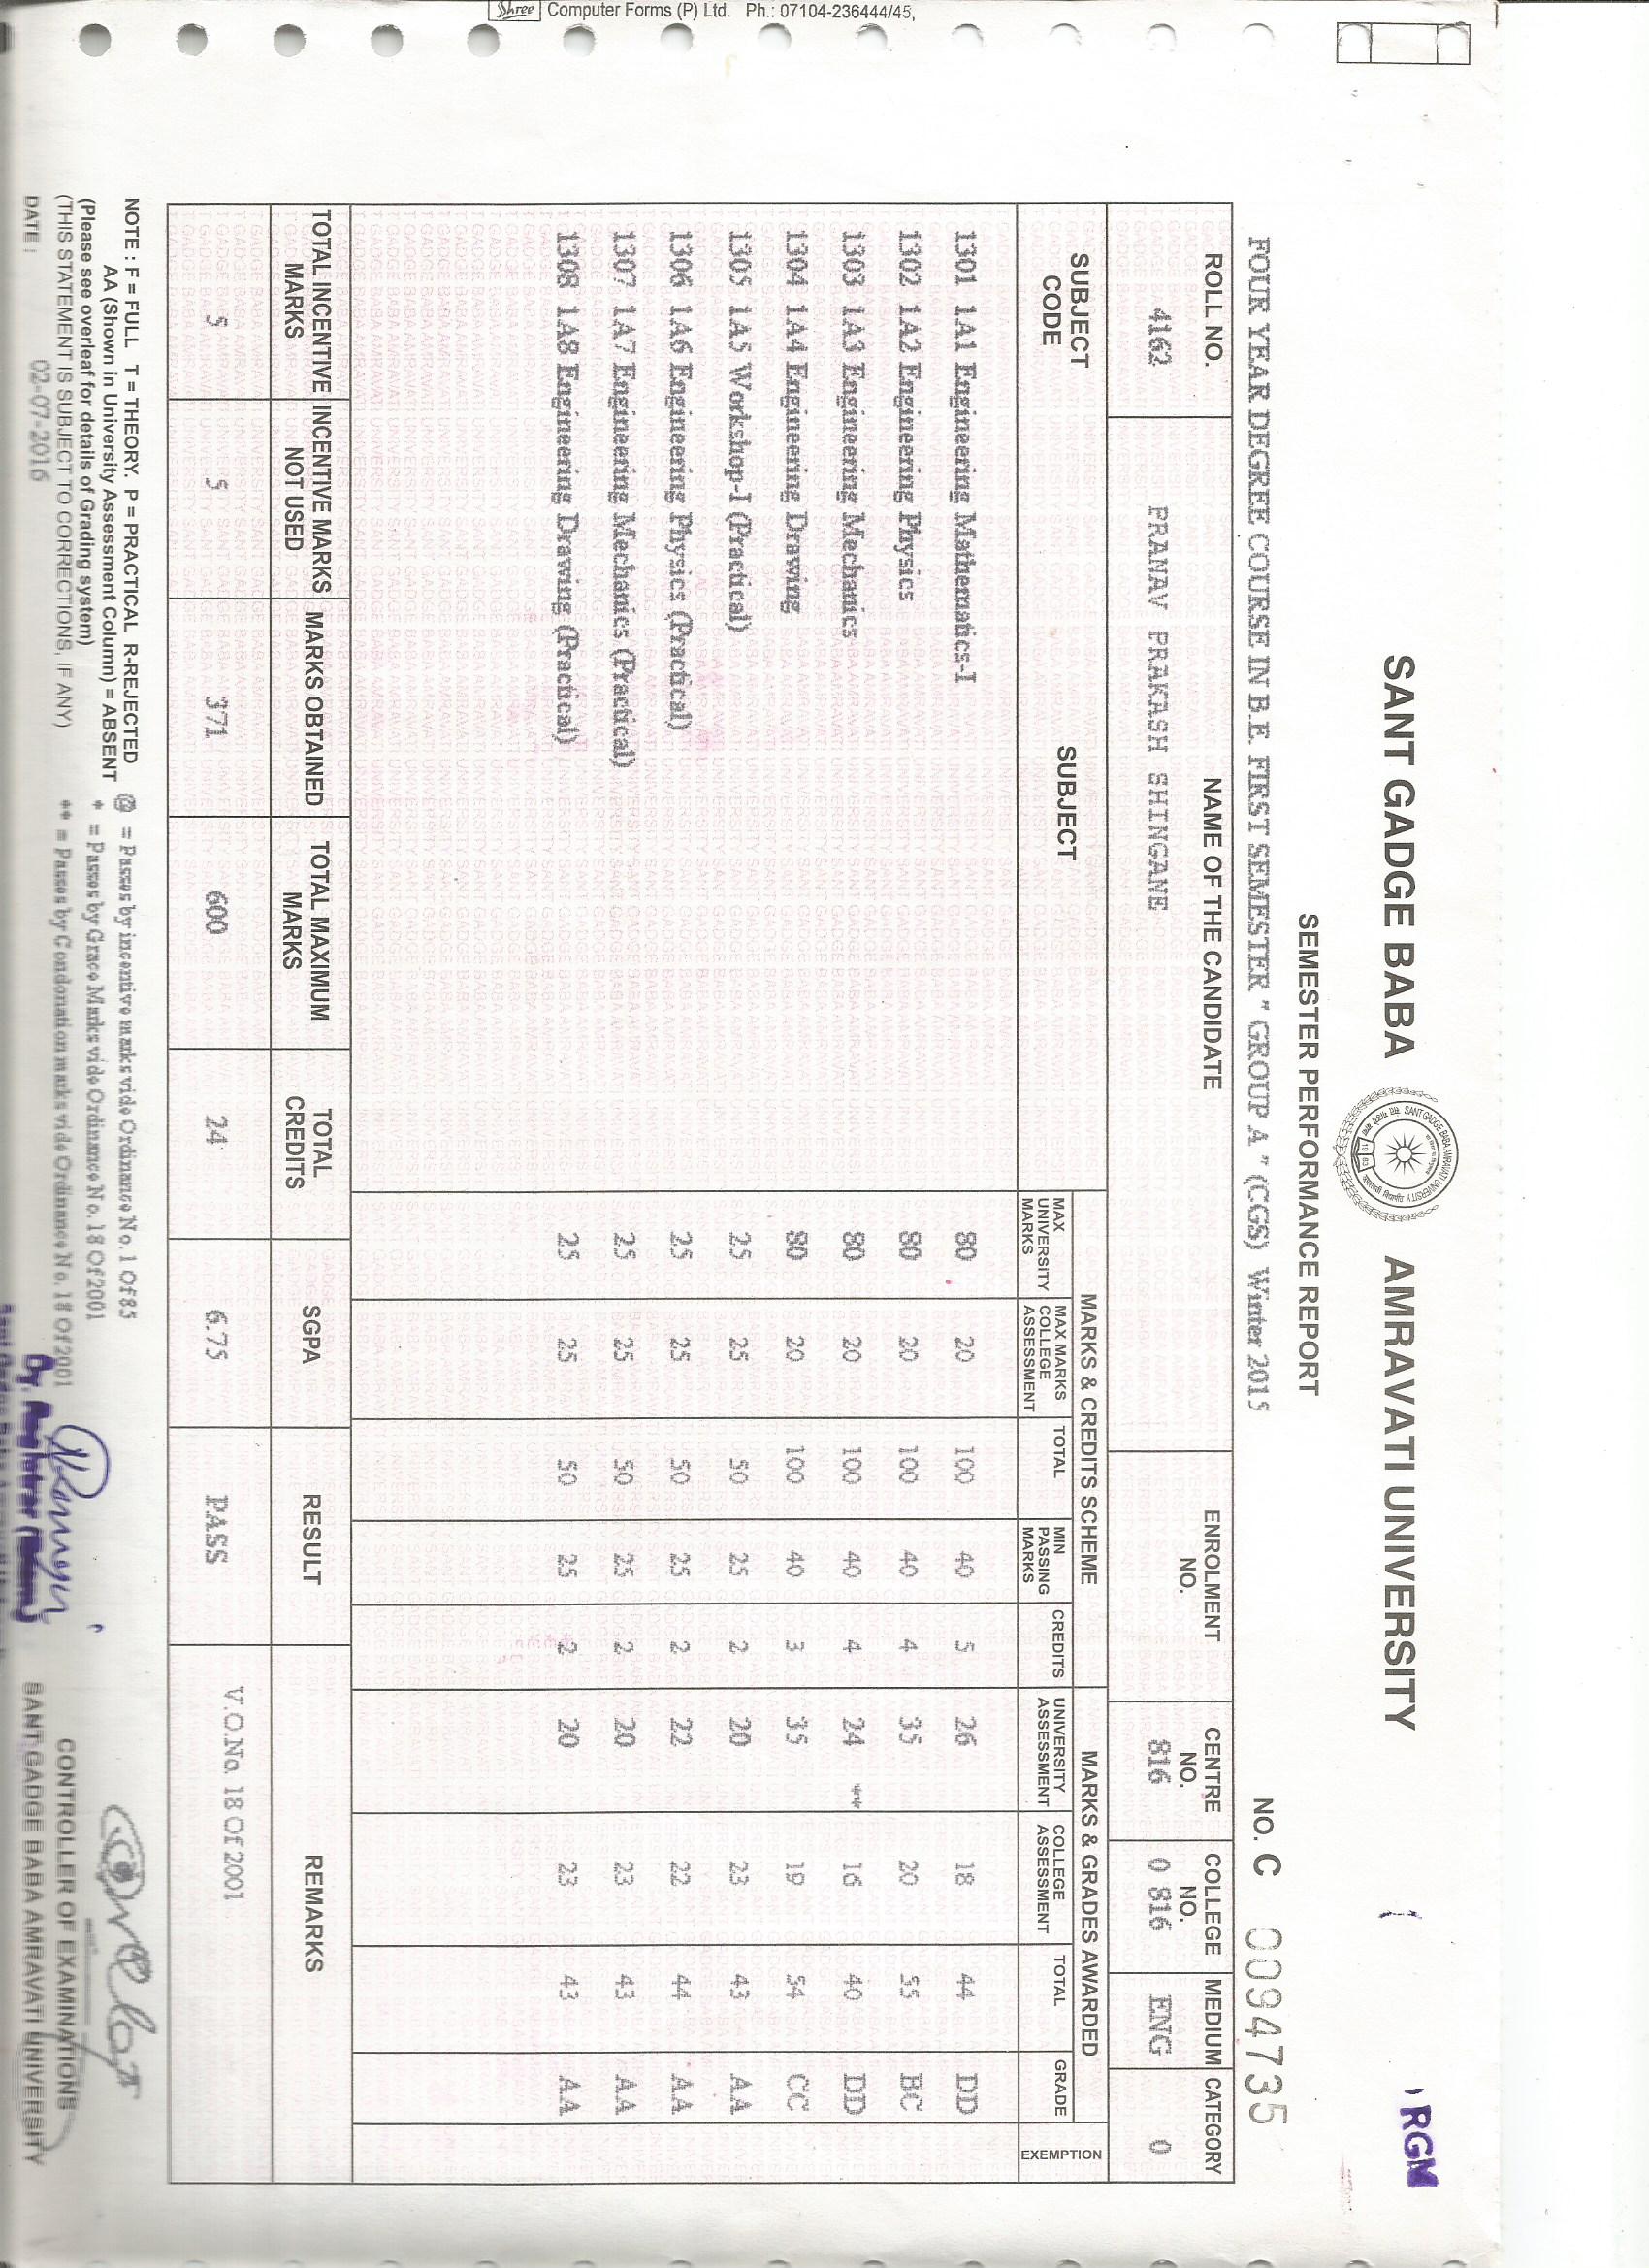 Shree Computer Forms (P) Ltd. Ph.: 07104-236444/45,
RGM
SANT GADGE BABA AMRAVATI UNIVERSITY
SEMESTER PERFORMANCE REPORT
FOUR YEAR DEGREE COURSE IN B.E. FIRST SEMESTER " GROUP A " (CGS) Winter 2015 NO. C 0094735
ROLL NO. NAME OF THE CANDIDATE ENROLMENT NO. CENTRE NO. COLLEGE NO. MEDIUM CATEGORY
4162 PRANAV PRAKASH SHINGANE 816 0 816 ENG 0
SUBJECT CODE SUBJECT MARKS & CREDITS SCHEME MARKS & GRADES AWARDED EXEMPTION
MAX UNIVERSITY MARKS MAX MARKS COLLEGE ASSESSMENT TOTAL MIN PASSING MARKS CREDITS UNIVERSITY ASSESSMENT COLLEGE ASSESSMENT TOTAL GRADE
1301 1A1 Engineering Mathematics-I 80 20 100 40 5 26 18 44 DD
1302 1A2 Engineering Physics 80 20 100 40 4 35 20 55 BC
1303 1A3 Engineering Mechanics 80 20 100 40 4 24 ** 16 40 DD
1304 1A4 Engineering Drawing 80 20 100 40 3 35 19 54 CC
1305 1A5 Workshop-I (Practical) 25 25 50 25 2 20 23 43 AA
1306 1A6 Engineering Physics (Practical) 25 25 50 25 2 22 22 44 AA
1307 1A7 Engineering Mechanics (Practical) 25 25 50 25 2 20 23 43 AA
1308 1A8 Engineering Drawing (Practical) 25 25 50 25 2 20 23 43 AA
TOTAL INCENTIVE MARKS INCENTIVE MARKS NOT USED MARKS OBTAINED TOTAL MAXIMUM MARKS TOTAL CREDITS SGPA RESULT REMARKS
5 5 371 600 24 6.75 PASS V.O.No. 18 Of 2001
NOTE : F = FULL T = THEORY. P = PRACTICAL R-REJECTED @ = Passes by incentive marks vide Ordinance No. 1 Of 85
AA (Shown in University Assessment Column) = ABSENT * = Passes by Grace Marks vide Ordinance No. 18 Of 2001
(Please see overleaf for details of Grading system) ** = Passes by Condonation marks vide Ordinance No. 18 Of 2001
(THIS STATEMENT IS SUBJECT TO CORRECTIONS, IF ANY)
DATE : 02-07-2016
Dy. Registrar
CONTROLLER OF EXAMINATIONS
SANT GADGE BABA AMRAVATI UNIVERSITY